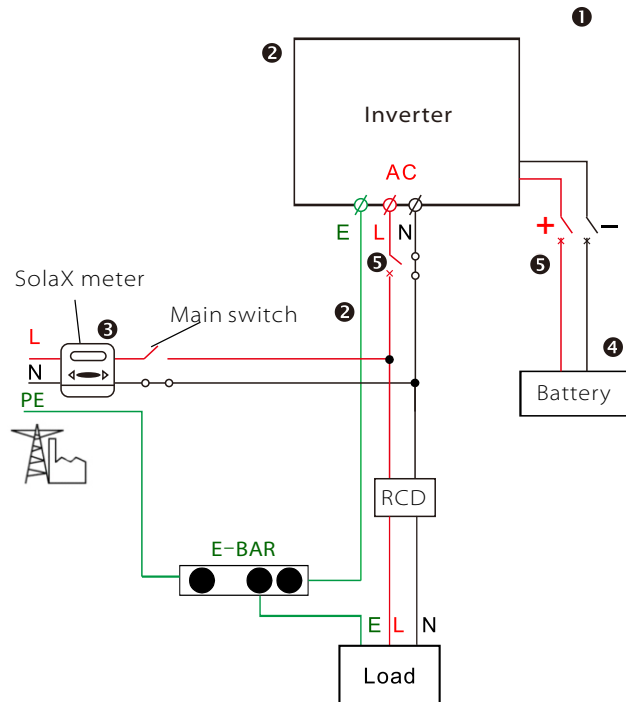 ❶
❷
Inverter
AC
E L N
+ −
❺
❺
SolaX meter
❸
Main switch
❷
❹
L
N
PE
Battery
RCD
E-BAR
E L N
Load